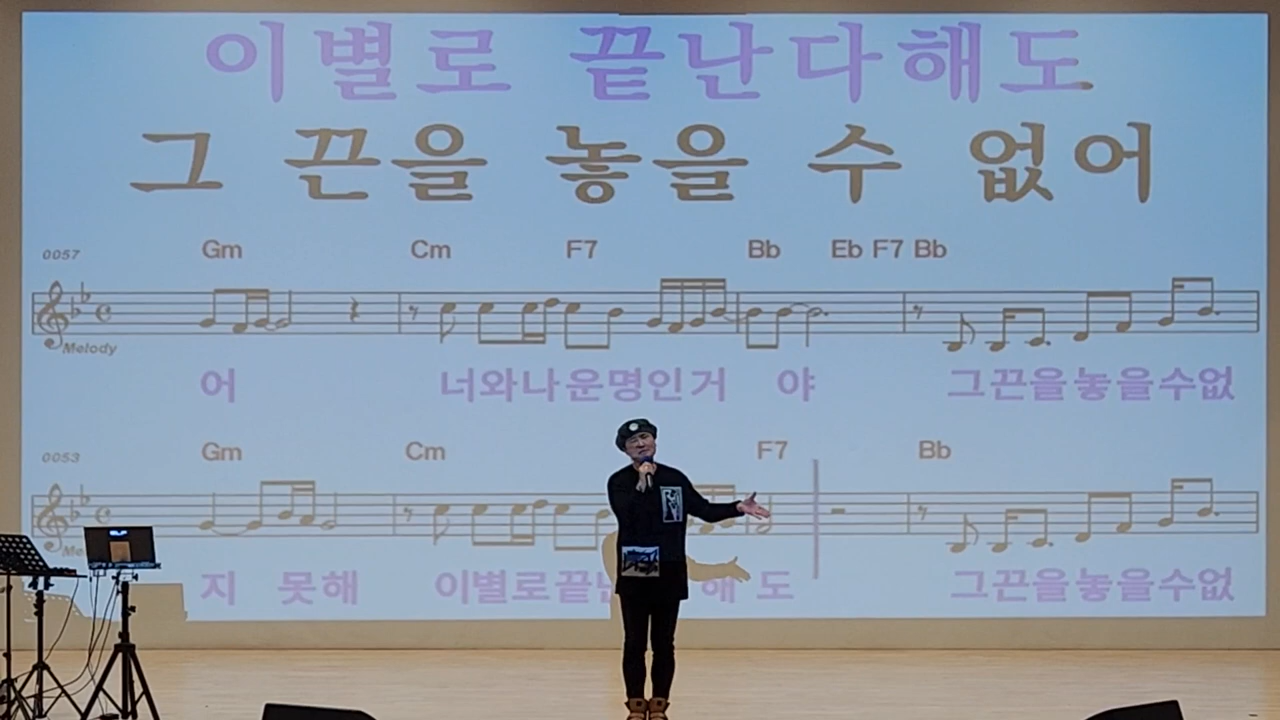 이별로 끝난다해도
그 끈을 놓을 수 없어
0057 Gm Cm F7 Bb Eb F7 Bb
Melody
어 너와나운명인거 야 그끈을놓을수없
0053 Gm Cm F7 Bb
지 못해 이별로끝 해 도 그끈을놓을수없